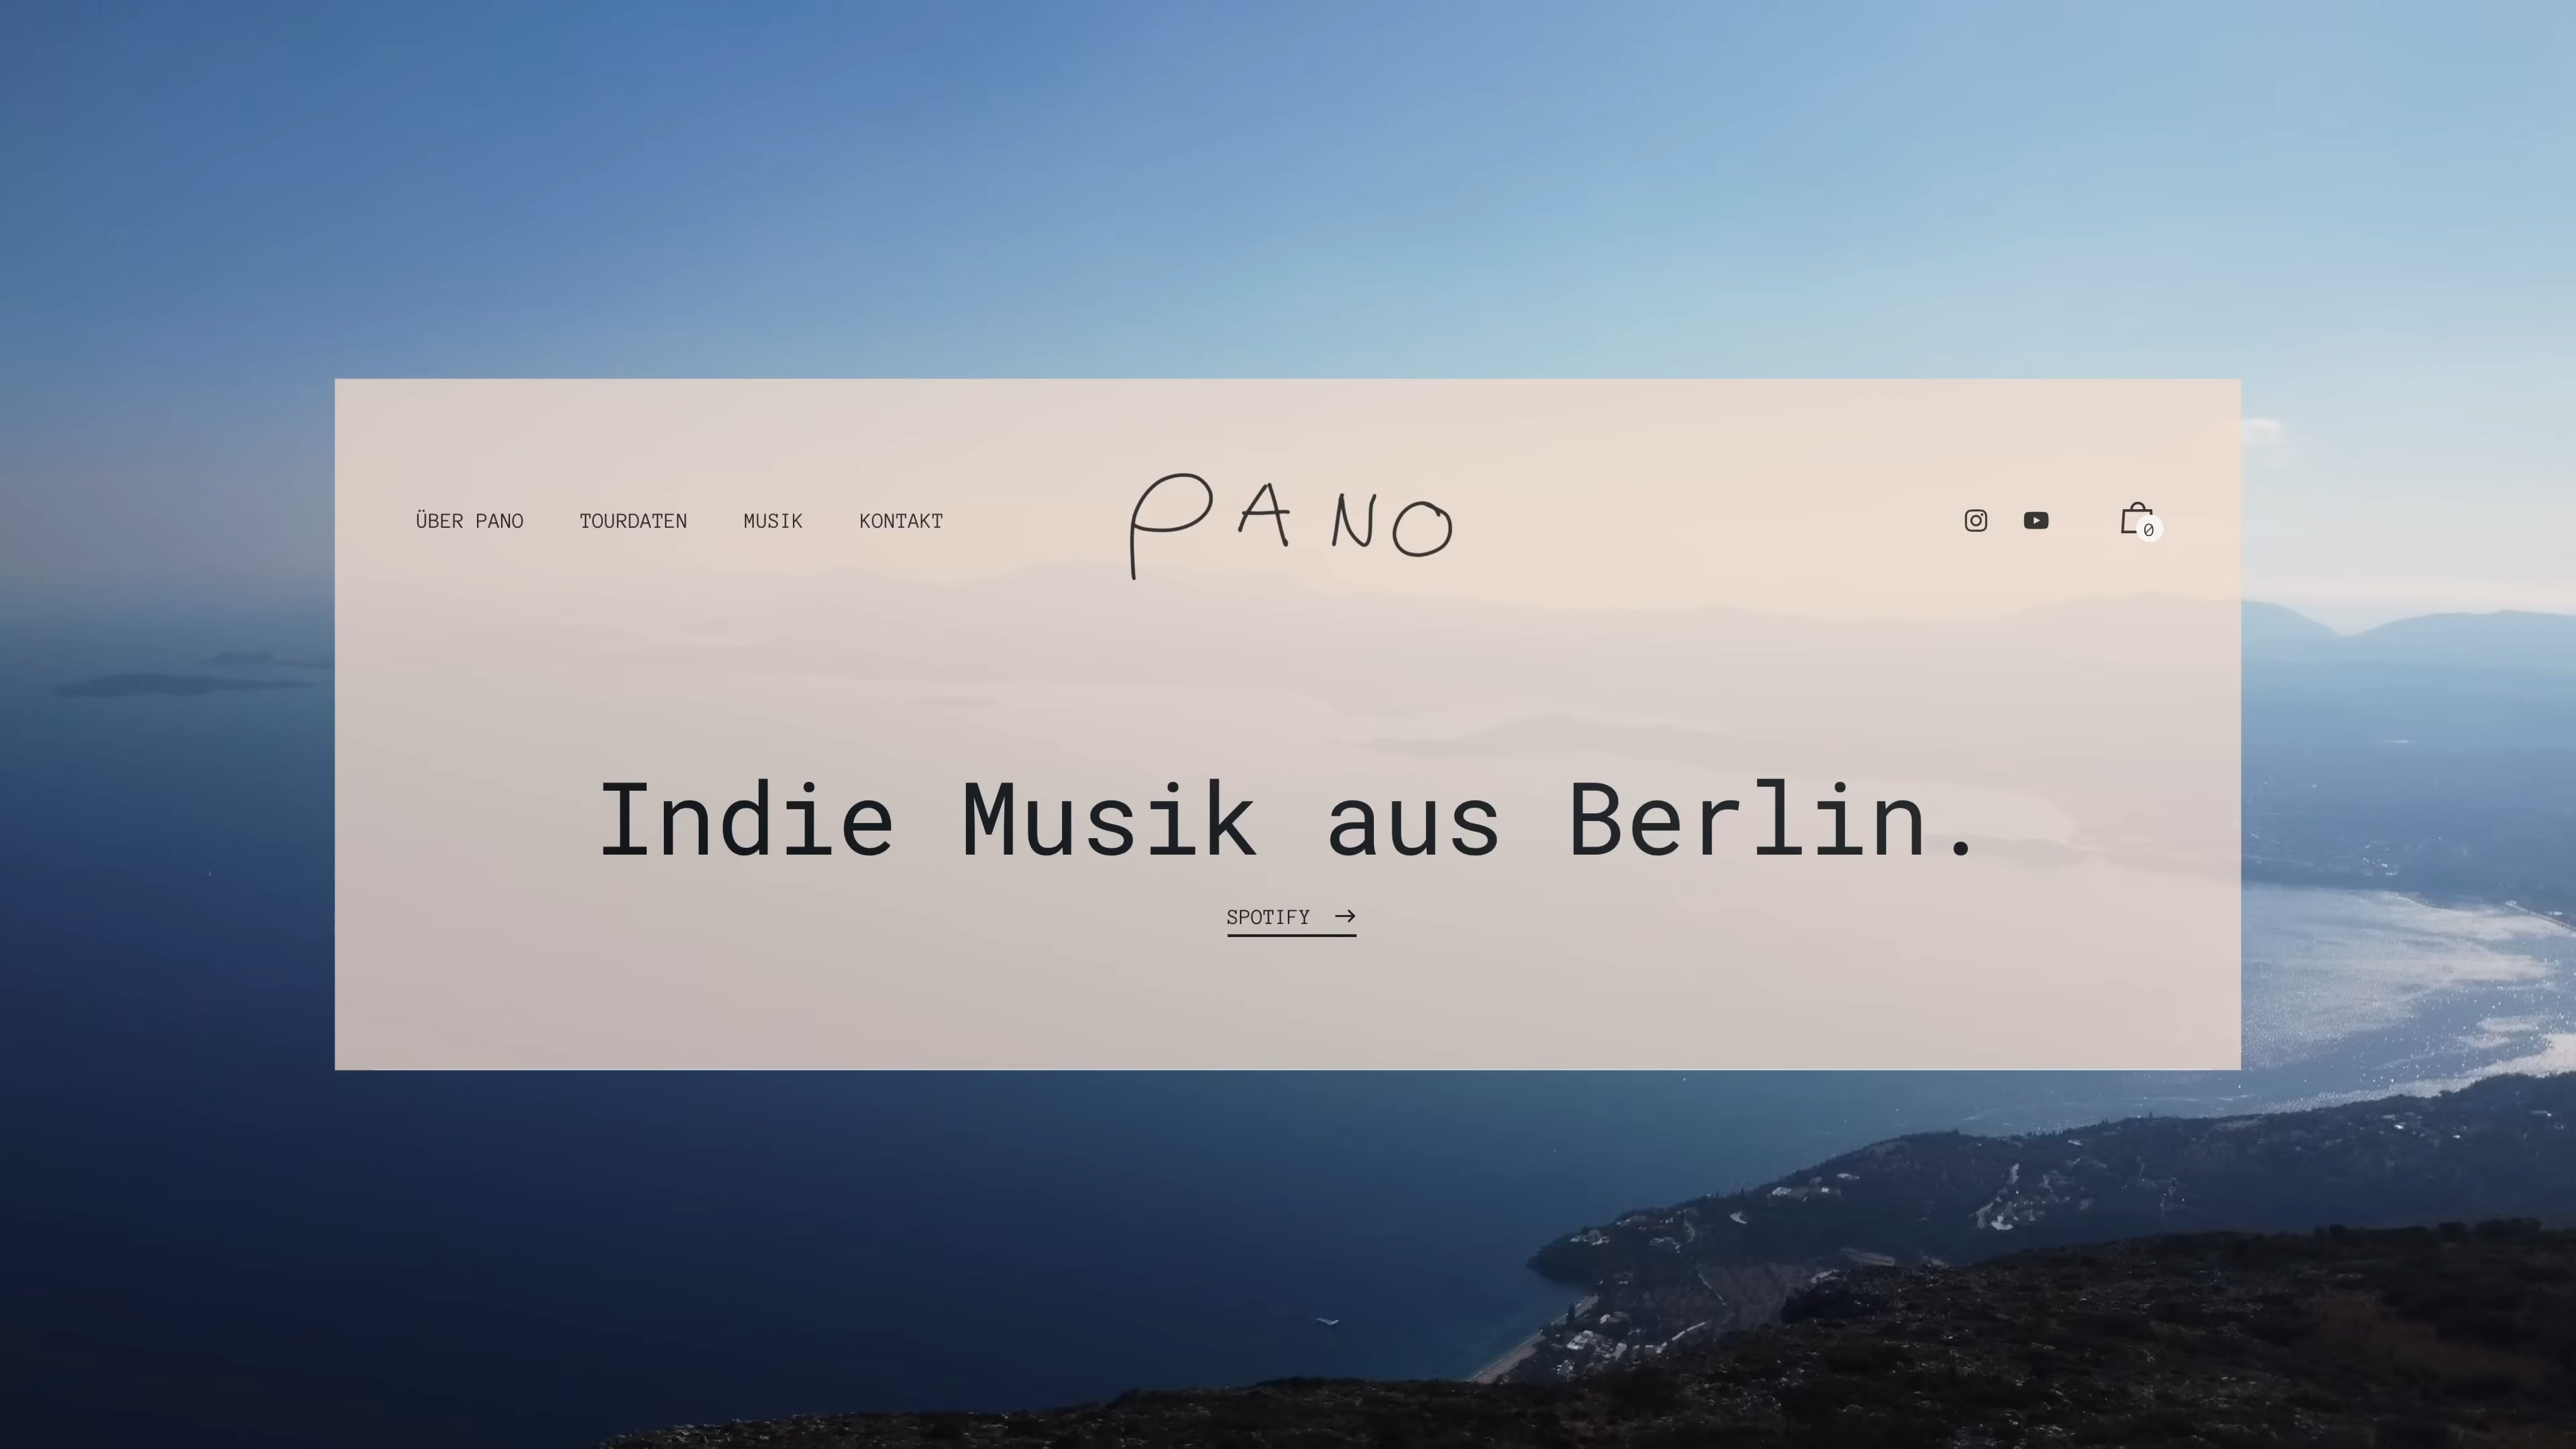 ÜBER PANO TOURDATEN MUSIK KONTAKT PANO 0
Indie Musik aus Berlin.
SPOTIFY →